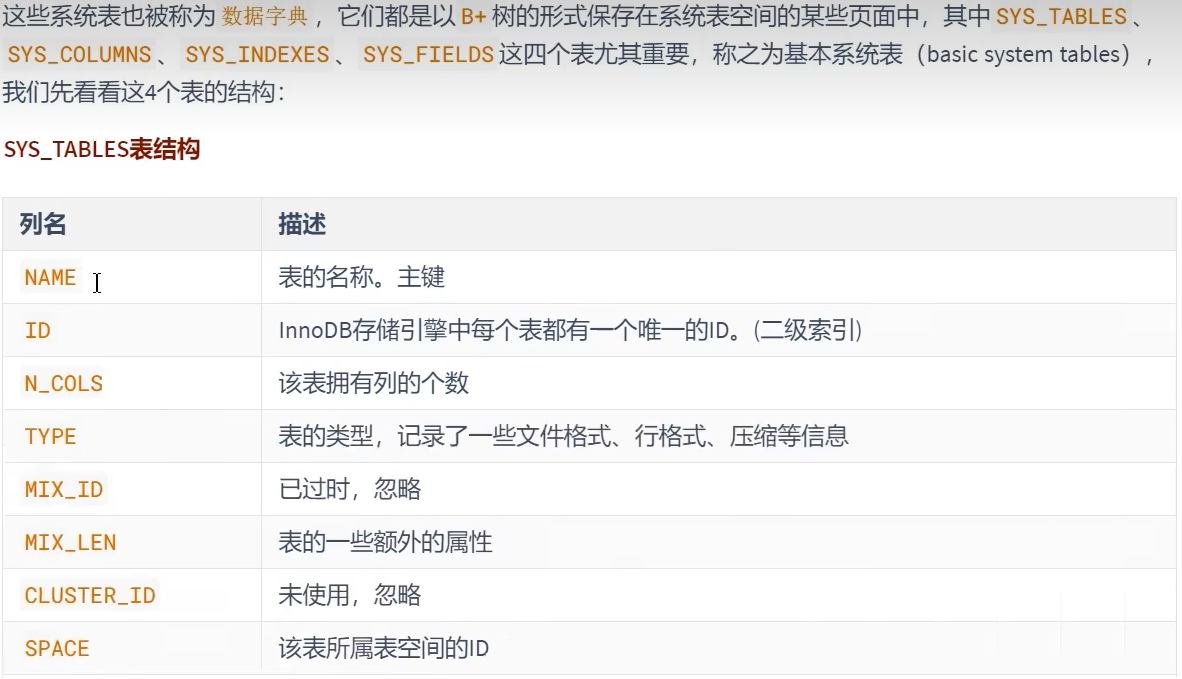 这些系统表也被称为 数据字典 ，它们都是以 B+ 树的形式保存在系统表空间的某些页面中，其中 SYS_TABLES 、
SYS_COLUMNS 、 SYS_INDEXES 、 SYS_FIELDS 这四个表尤其重要，称之为基本系统表（basic system tables），
我们先看看这4个表的结构：
SYS_TABLES表结构
列名 描述
NAME 表的名称。主键
ID InnoDB存储引擎中每个表都有一个唯一的ID。(二级索引)
N_COLS 该表拥有列的个数
TYPE 表的类型，记录了一些文件格式、行格式、压缩等信息
MIX_ID 已过时，忽略
MIX_LEN 表的一些额外的属性
CLUSTER_ID 未使用，忽略
SPACE 该表所属表空间的ID